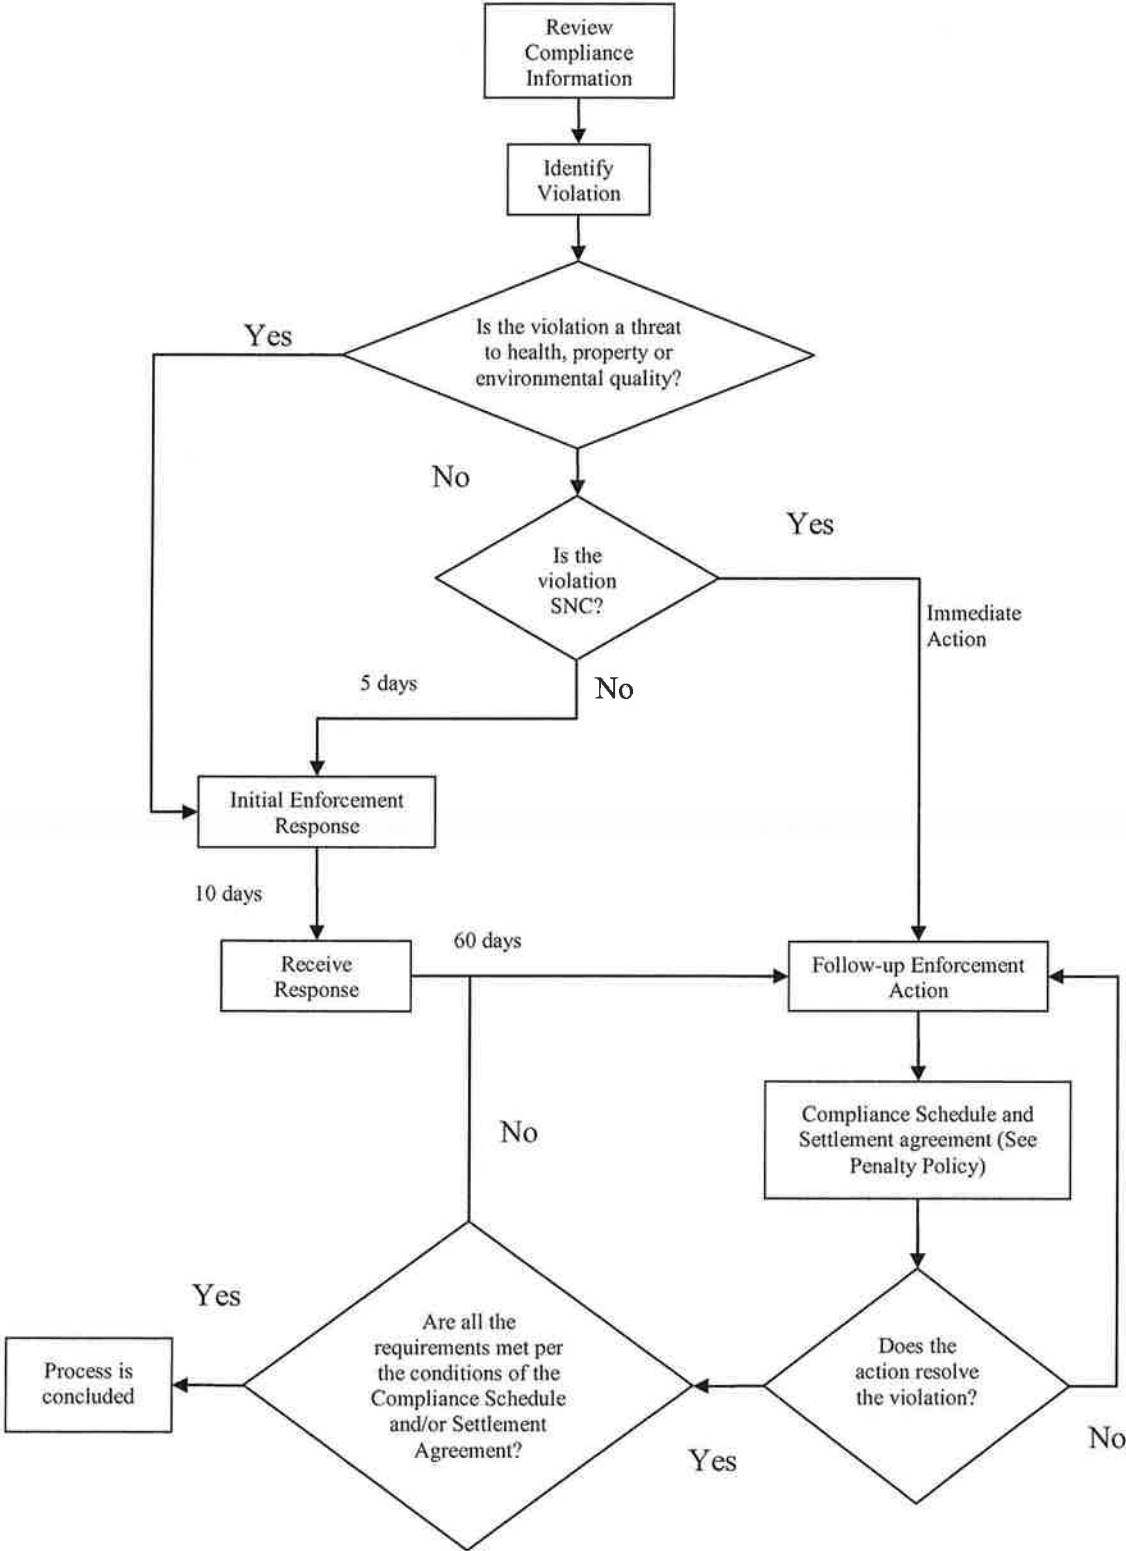 Review
Compliance
Information
Identify
Violation
Is the violation a threat
to health, property or
environmental quality?
Yes
No
Is the
violation
SNC?
Yes
Immediate
Action
5 days
No
Initial Enforcement
Response
10 days
Receive
Response
60 days
Follow-up Enforcement
Action
Compliance Schedule and
Settlement agreement (See
Penalty Policy)
No
Yes
Are all the
requirements met per
the conditions of the
Compliance Schedule
and/or Settlement
Agreement?
Does the
action resolve
the violation?
Process is
concluded
Yes
No